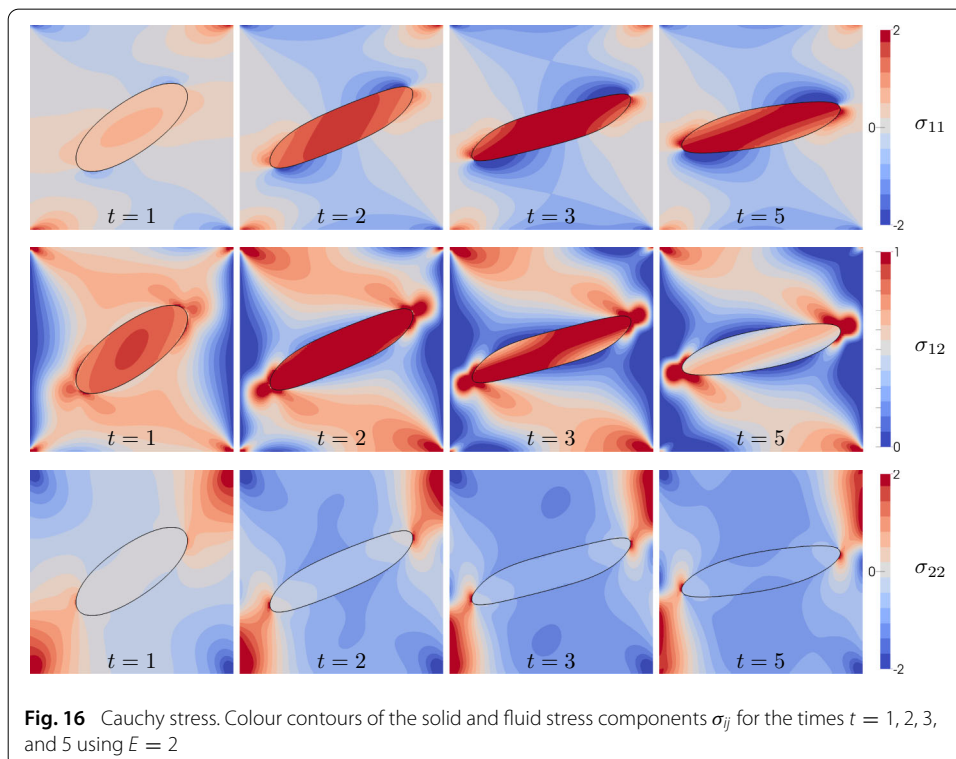 2
0
-2
σ11
t = 1
t = 2
t = 3
t = 5
1
0
σ12
t = 1
t = 2
t = 3
t = 5
2
0
-2
σ22
t = 1
t = 2
t = 3
t = 5
Fig. 16 Cauchy stress. Colour contours of the solid and fluid stress components σij for the times t = 1, 2, 3,
and 5 using E = 2